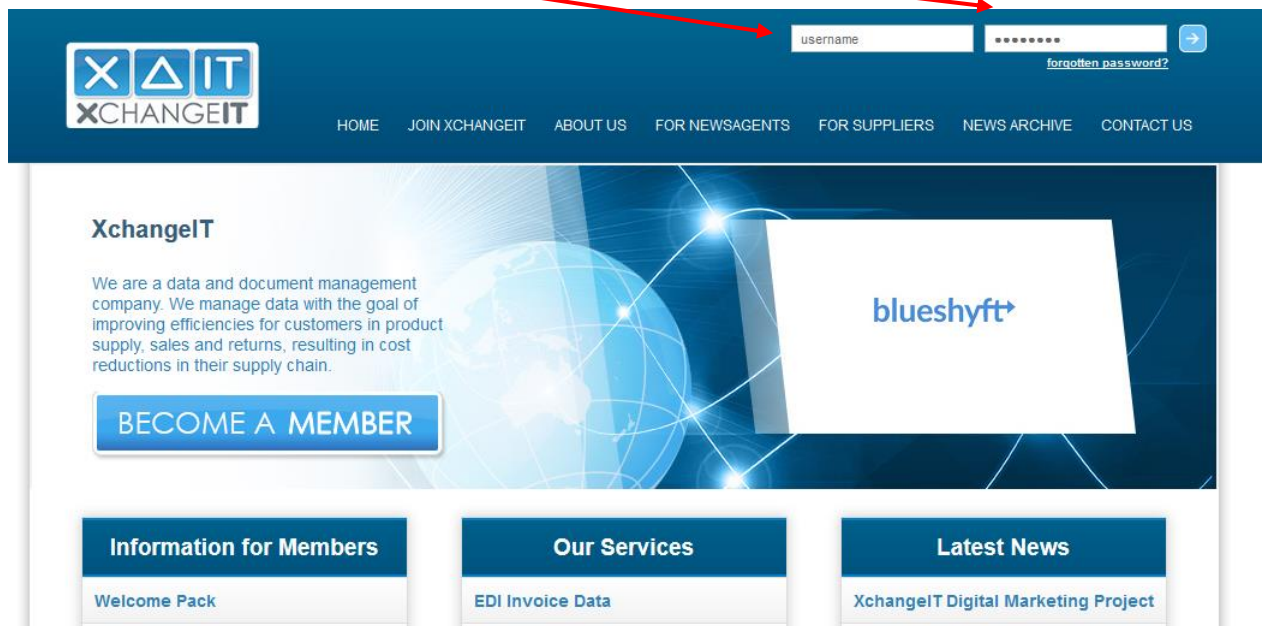 username ●●●●●●●●
forgotten password?
X Δ IT
XCHANGEIT
HOME JOIN XCHANGEIT ABOUT US FOR NEWSAGENTS FOR SUPPLIERS NEWS ARCHIVE CONTACT US
XchangeIT
We are a data and document management
company. We manage data with the goal of
improving efficiencies for customers in product
supply, sales and returns, resulting in cost
reductions in their supply chain.
BECOME A MEMBER
blueshyft
Information for Members
Welcome Pack
Our Services
EDI Invoice Data
Latest News
XchangeIT Digital Marketing Project